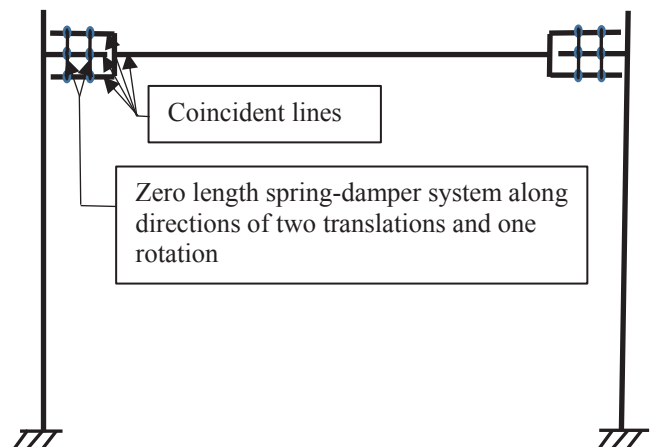 Coincident lines
Zero length spring-damper system along
directions of two translations and one
rotation